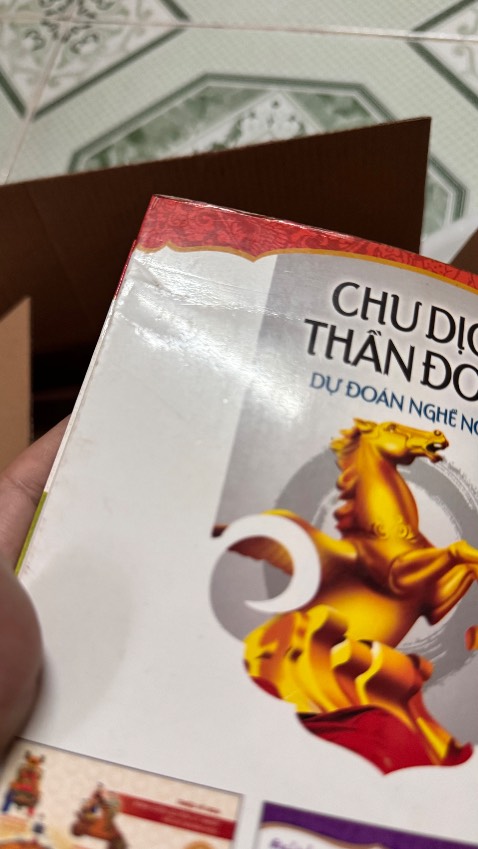 CHU DỊC
THẦN ĐO
DỰ ĐOÁN NGHỀ NG